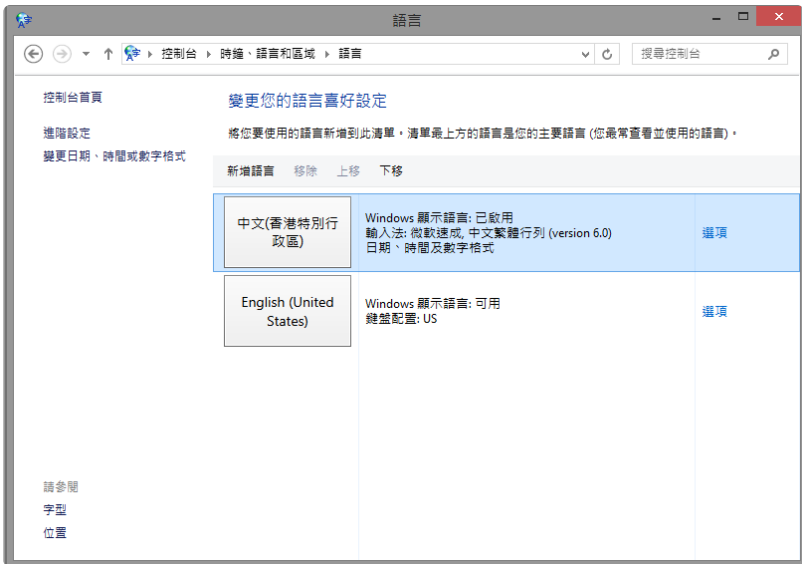 語言
控制台 ▸ 時鐘、語言和區域 ▸ 語言
搜尋控制台
控制台首頁
進階設定
變更日期、時間或數字格式
變更您的語言喜好設定
將您要使用的語言新增到此清單。清單最上方的語言是您的主要語言 (您最常查看並使用的語言)。
新增語言 移除 上移 下移
中文(香港特別行
政區)
Windows 顯示語言: 已啟用
輸入法: 微軟速成, 中文繁體行列 (version 6.0)
日期、時間及數字格式
選項
English (United
States)
Windows 顯示語言: 可用
鍵盤配置: US
選項
請參閱
字型
位置